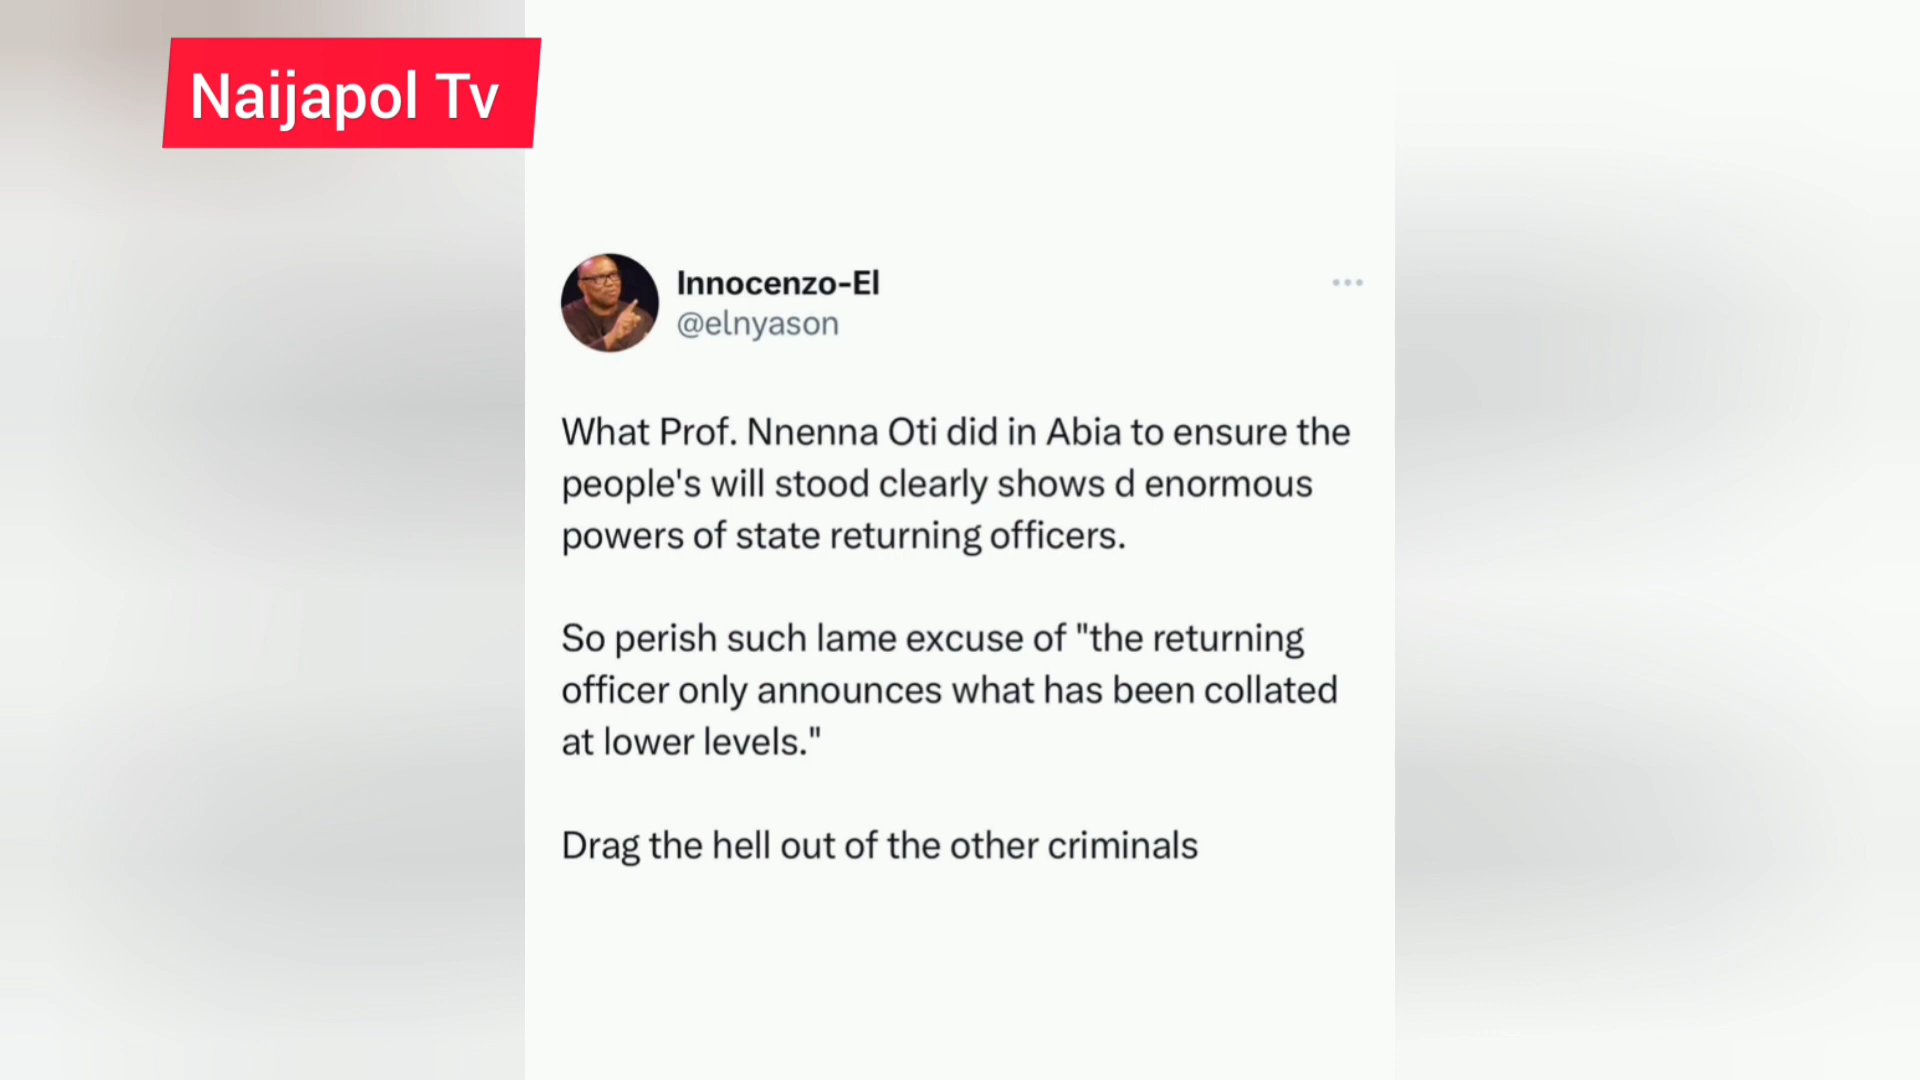 Naijapol Tv
Innocenzo-El
@elnyason
What Prof. Nnenna Oti did in Abia to ensure the
people's will stood clearly shows d enormous
powers of state returning officers.
So perish such lame excuse of "the returning
officer only announces what has been collated
at lower levels."
Drag the hell out of the other criminals